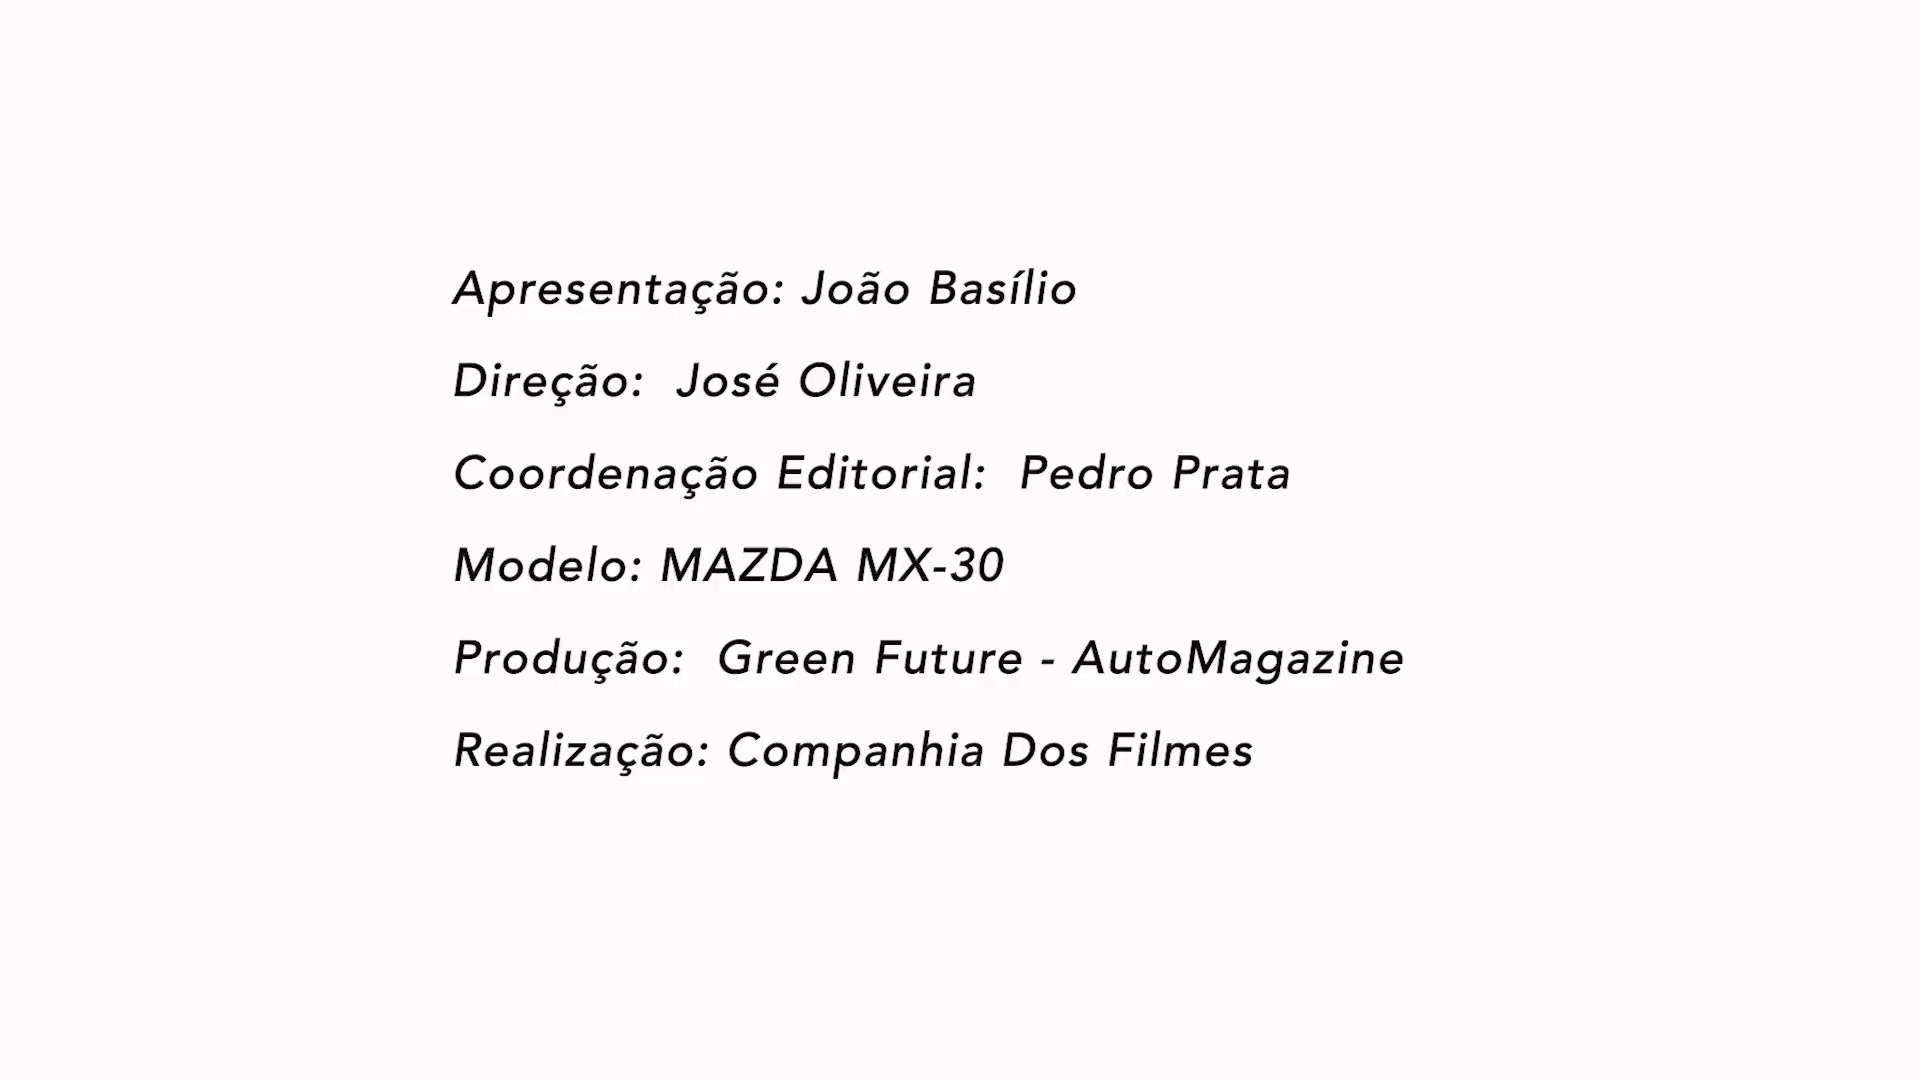 Apresentação: João Basílio
Direção:  José Oliveira
Coordenação Editorial:  Pedro Prata
Modelo: MAZDA MX-30
Produção:  Green Future - AutoMagazine
Realização: Companhia Dos Filmes